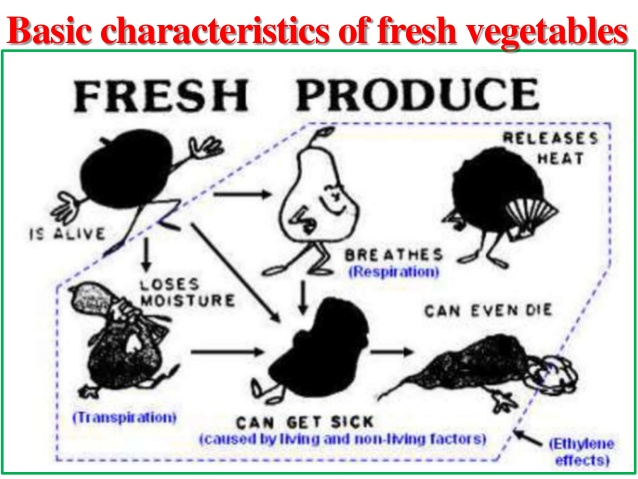 Basic characteristics of fresh vegetables
FRESH PRODUCE
RELEASES
HEAT
IS ALIVE
BREATHES
(Respiration)
LOSES
MOISTURE
CAN EVEN DIE
(Transpiration)
CAN GET SICK
(caused by living and non-living factors)
(Ethylene
effects)